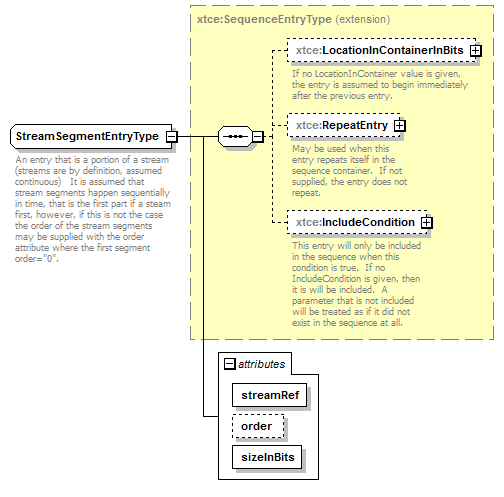 xtce:SequenceEntryType (extension)
xtce:LocationInContainerInBits
If no LocationInContainer value is given,
the entry is assumed to begin immediately
after the previous entry.
StreamSegmentEntryType
An entry that is a portion of a stream
(streams are by definition, assumed
continuous)   It is assumed that
stream segments happen sequentially
in time, that is the first part if a steam
first, however, if this is not the case
the order of the stream segments
may be supplied with the order
attribute where the first segment
order="0".
xtce:RepeatEntry
May be used when this
entry repeats itself in the
sequence container.  If not
supplied, the entry does not
repeat.
xtce:IncludeCondition
This entry will only be included
in the sequence when this
condition is true.  If no
IncludeCondition is given, then
it is will be included.  A
parameter that is not included
will be treated as if it did not
exist in the sequence at all.
attributes
streamRef
order
sizeInBits